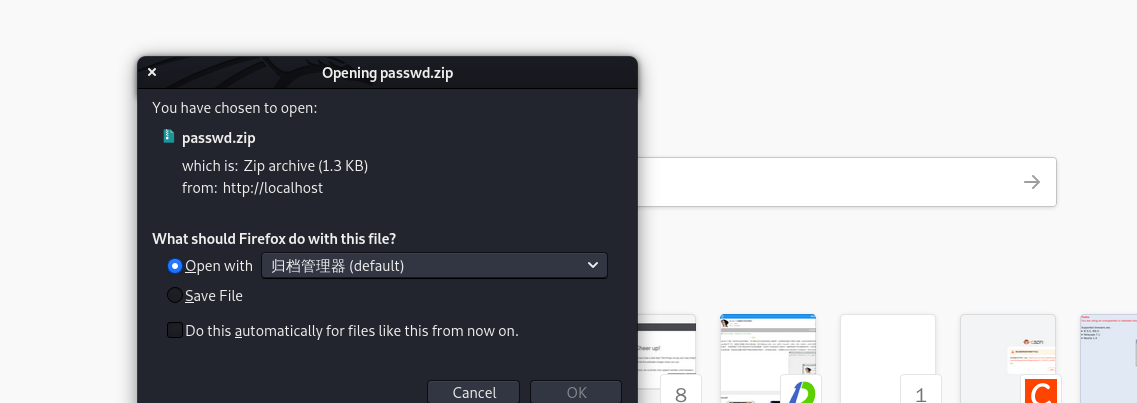 Opening passwd.zip
You have chosen to open:
passwd.zip
which is: Zip archive (1.3 KB)
from: http://localhost
What should Firefox do with this file?
Open with 归档管理器 (default)
Save File
Do this automatically for files like this from now on.
Cancel OK
heer up!
8
1